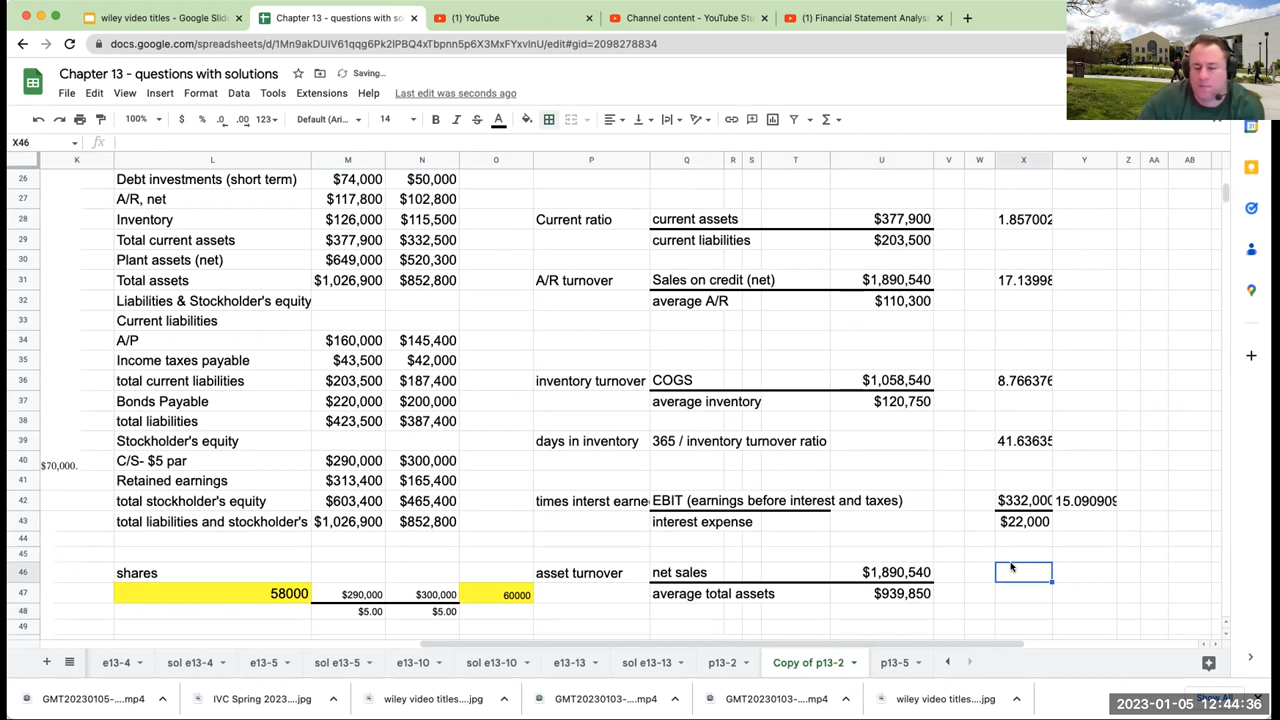 wiley video titles - Google Slide
Chapter 13 - questions with so
(1) YouTube
Channel content - YouTube Stu
(1) Financial Statement Analysi
docs.google.com/spreadsheets/d/1Mn9akDUIV61qqg6Pk2IPBQ4xTbpnn5p6X3MxFYxvlnU/edit#gid=2098278834
Chapter 13 - questions with solutions
Saving...
File Edit View Insert Format Data Tools Extensions Help Last edit was seconds ago
100% $ % .0 .00 123 Default (Ari... 14 B I S A
X46 fx
K L M N O P Q R S T U V W X Y Z AA AB
26 Debt investments (short term) $74,000 $50,000
27 A/R, net $117,800 $102,800
28 Inventory $126,000 $115,500 Current ratio current assets $377,900 1.857002
29 Total current assets $377,900 $332,500 current liabilities $203,500
30 Plant assets (net) $649,000 $520,300
31 Total assets $1,026,900 $852,800 A/R turnover Sales on credit (net) $1,890,540 17.13998
32 Liabilities & Stockholder's equity average A/R $110,300
33 Current liabilities
34 A/P $160,000 $145,400
35 Income taxes payable $43,500 $42,000
36 total current liabilities $203,500 $187,400 inventory turnover COGS $1,058,540 8.766376
37 Bonds Payable $220,000 $200,000 average inventory $120,750
38 total liabilities $423,500 $387,400
39 Stockholder's equity days in inventory 365 / inventory turnover ratio 41.63635
40 $70,000. C/S- $5 par $290,000 $300,000
41 Retained earnings $313,400 $165,400
42 total stockholder's equity $603,400 $465,400 times interst earne EBIT (earnings before interest and taxes) $332,000 15.090909
43 total liabilities and stockholder's $1,026,900 $852,800 interest expense $22,000
44
45
46 shares asset turnover net sales $1,890,540
47 58000 $290,000 $300,000 60000 average total assets $939,850
48 $5.00 $5.00
49
e13-4 sol e13-4 e13-5 sol e13-5 e13-10 sol e13-10 e13-13 sol e13-13 p13-2 Copy of p13-2 p13-5
GMT20230105-....mp4 IVC Spring 2023....jpg wiley video titles....jpg GMT20230103-....mp4 GMT20230103-....mp4 wiley video titles....jpg
2023-01-05 12:44:36